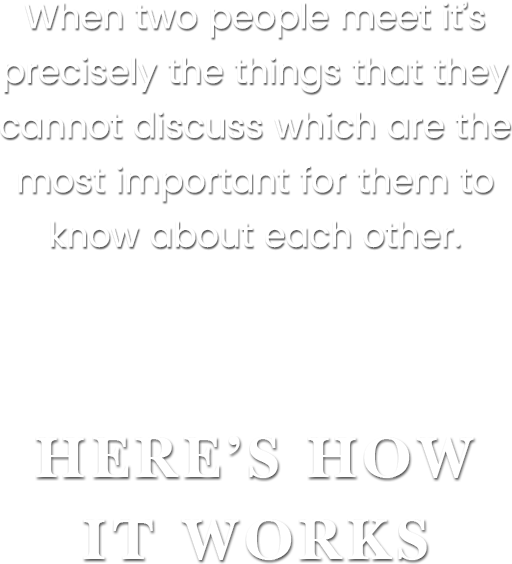 When two people meet it’s
precisely the things that they
cannot discuss which are the
most important for them to
know about each other.
HERE’S HOW
IT WORKS